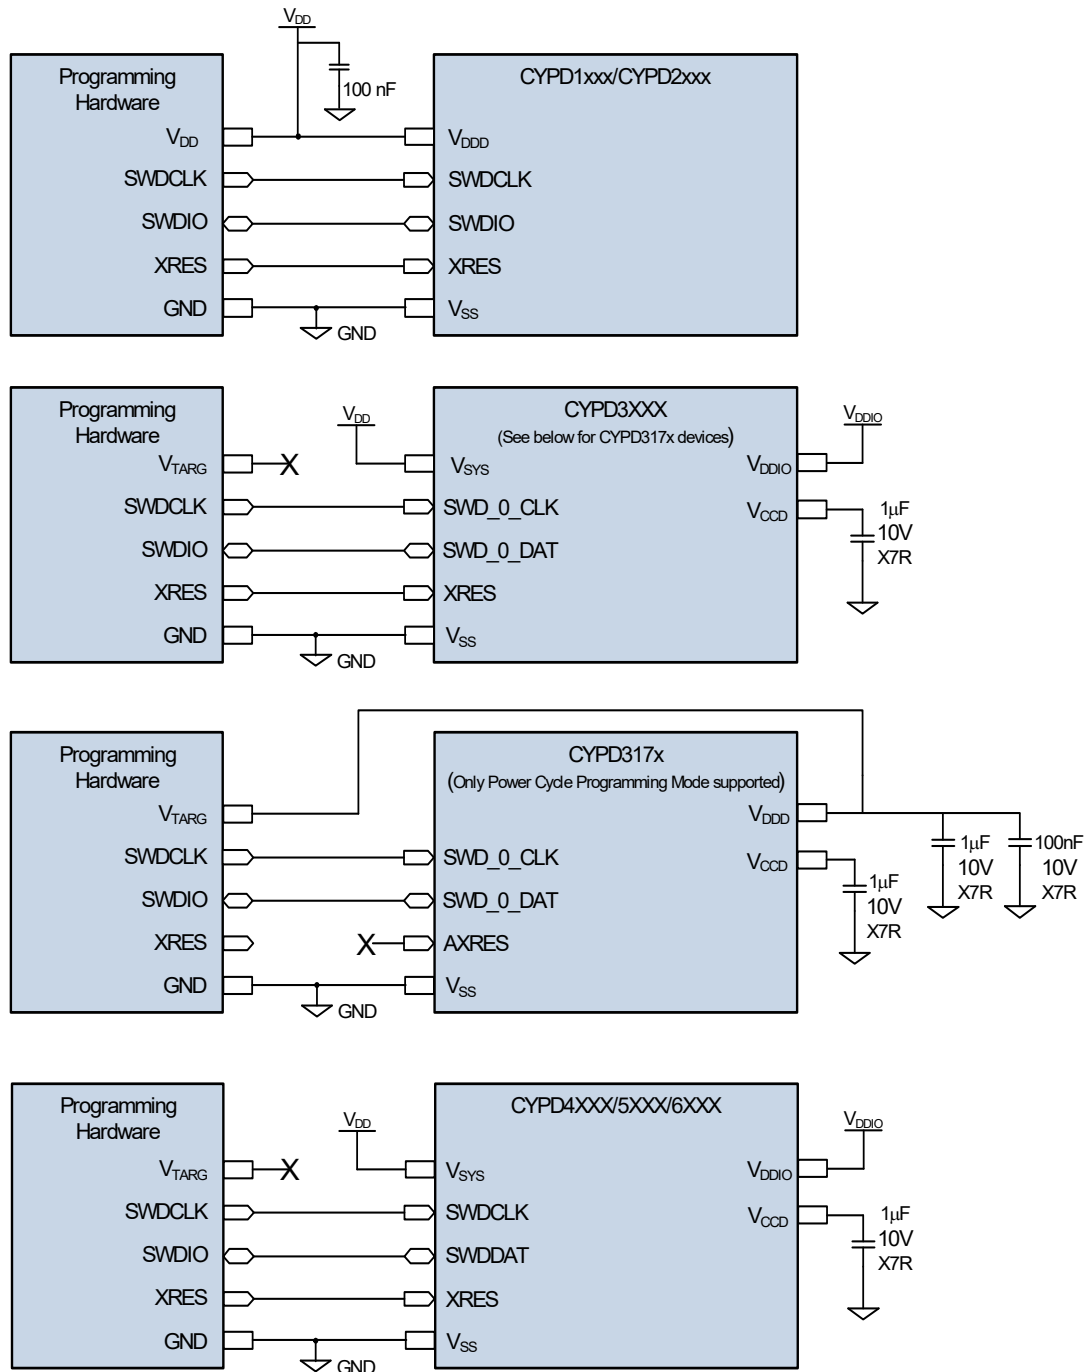 VDD
100 nF
Programming
Hardware
VDD
SWDCLK
SWDIO
XRES
GND
GND
CYPD1xxx/CYPD2xxx
VDDD
SWDCLK
SWDIO
XRES
VSS
Programming
Hardware
VTARG
X
SWDCLK
SWDIO
XRES
GND
GND
VDD
CYPD3XXX
(See below for CYPD317x devices)
VSYS
SWD_0_CLK
SWD_0_DAT
XRES
VSS
VDDIO
VCCD
VDDIO
1µF
10V
X7R
Programming
Hardware
VTARG
SWDCLK
SWDIO
XRES
GND
X
GND
CYPD317x
(Only Power Cycle Programming Mode supported)
VDDD
VCCD
SWD_0_CLK
SWD_0_DAT
AXRES
VSS
1µF
10V
X7R
1µF
10V
X7R
100nF
10V
X7R
Programming
Hardware
VTARG
X
SWDCLK
SWDIO
XRES
GND
GND
VDD
CYPD4XXX/5XXX/6XXX
VSYS
SWDCLK
SWDDAT
XRES
VSS
VDDIO
VCCD
VDDIO
1µF
10V
X7R